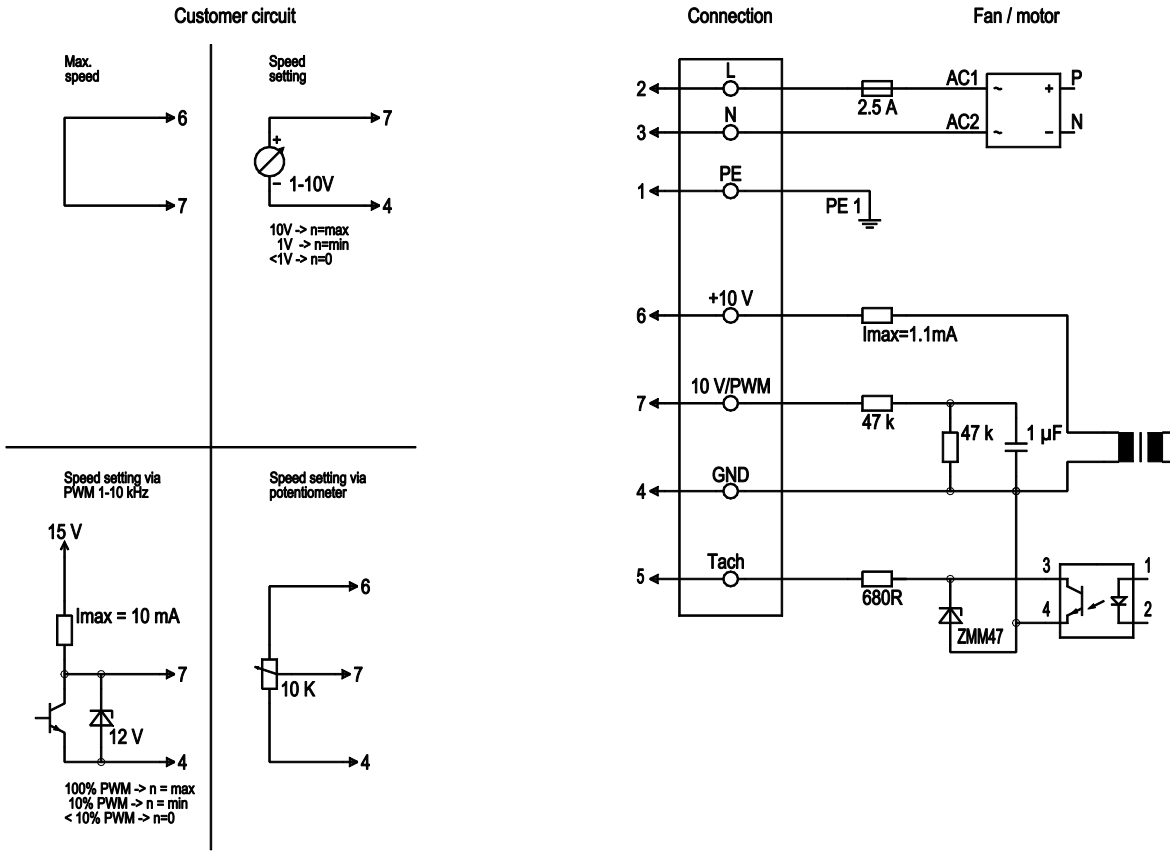 Customer circuit
Max.
speed
6
7
Speed
setting
7
+
− 1-10V
4
10V -> n=max
1V -> n=min
<1V -> n=0
Speed setting via
PWM 1-10 kHz
15 V
Imax = 10 mA
7
12 V
4
100% PWM -> n = max
10% PWM -> n = min
< 10% PWM -> n=0
Speed setting via
potentiometer
6
7
10 K
4
Connection
Fan / motor
2
L
2.5 A
AC1
~
+
P
3
N
AC2
~
−
N
1
PE
PE 1
6
+10 V
Imax=1.1mA
7
10 V/PWM
47 k
47 k
1 µF
4
GND
5
Tach
680R
ZMM47
3
4
1
2